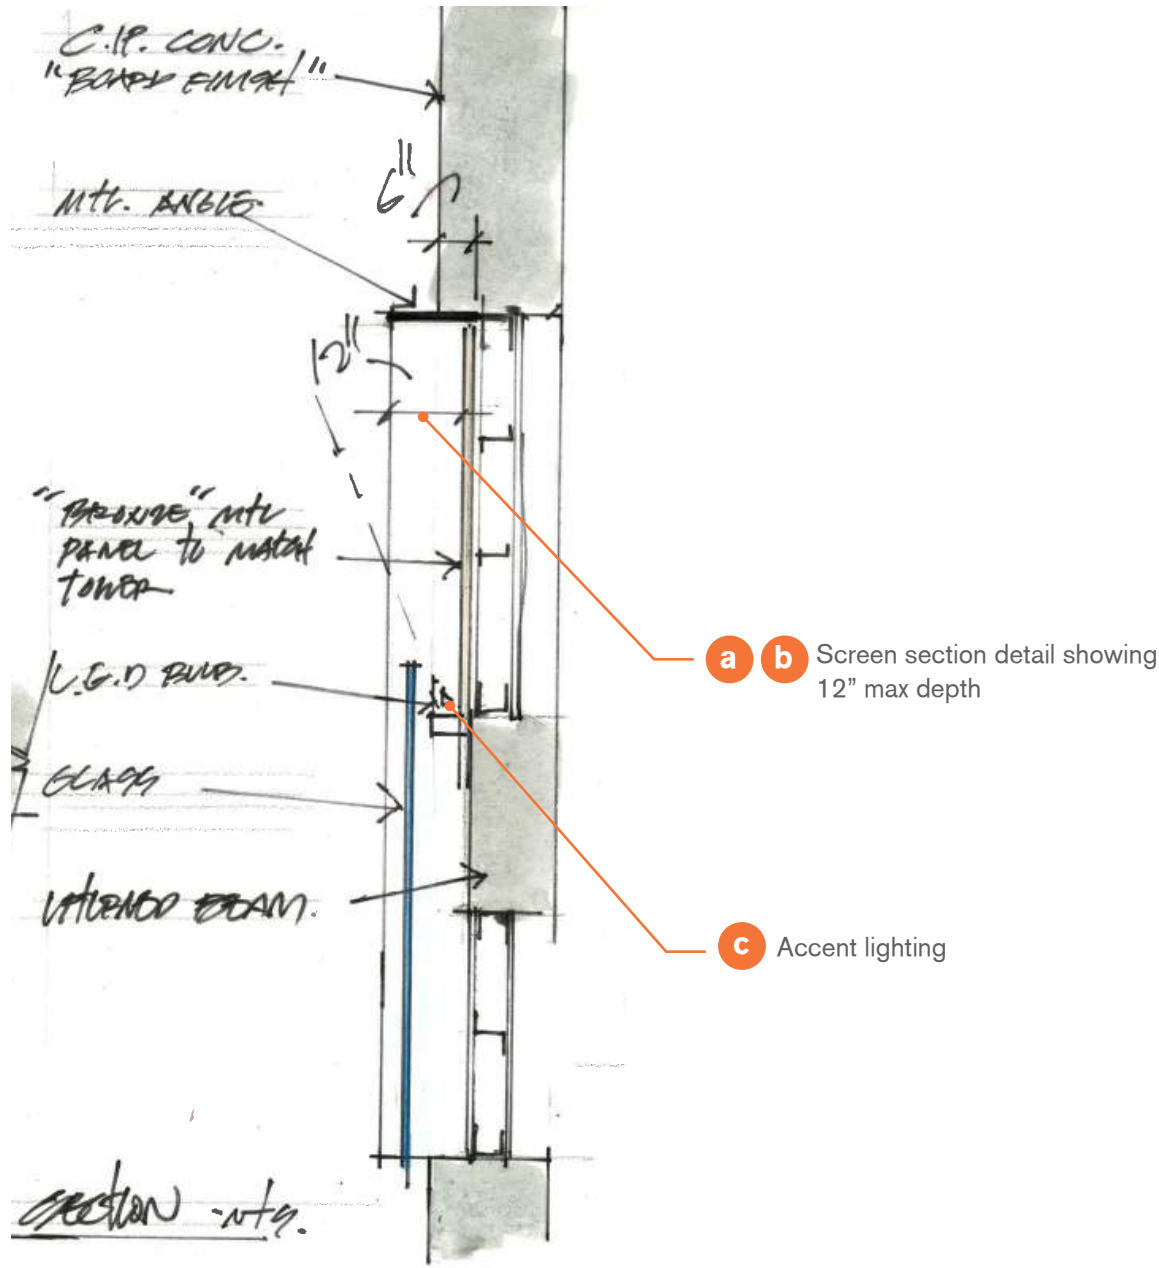 C.I.P. CONC.
"BOARD FINISH"
6"
MTL. ANGLE
12"
"BRONZE" MTL
PANEL TO MATCH
TOWER
L.E.D BULB.
GLASS
BEAM.
SECTION - nts.
a b Screen section detail showing
12” max depth
c Accent lighting